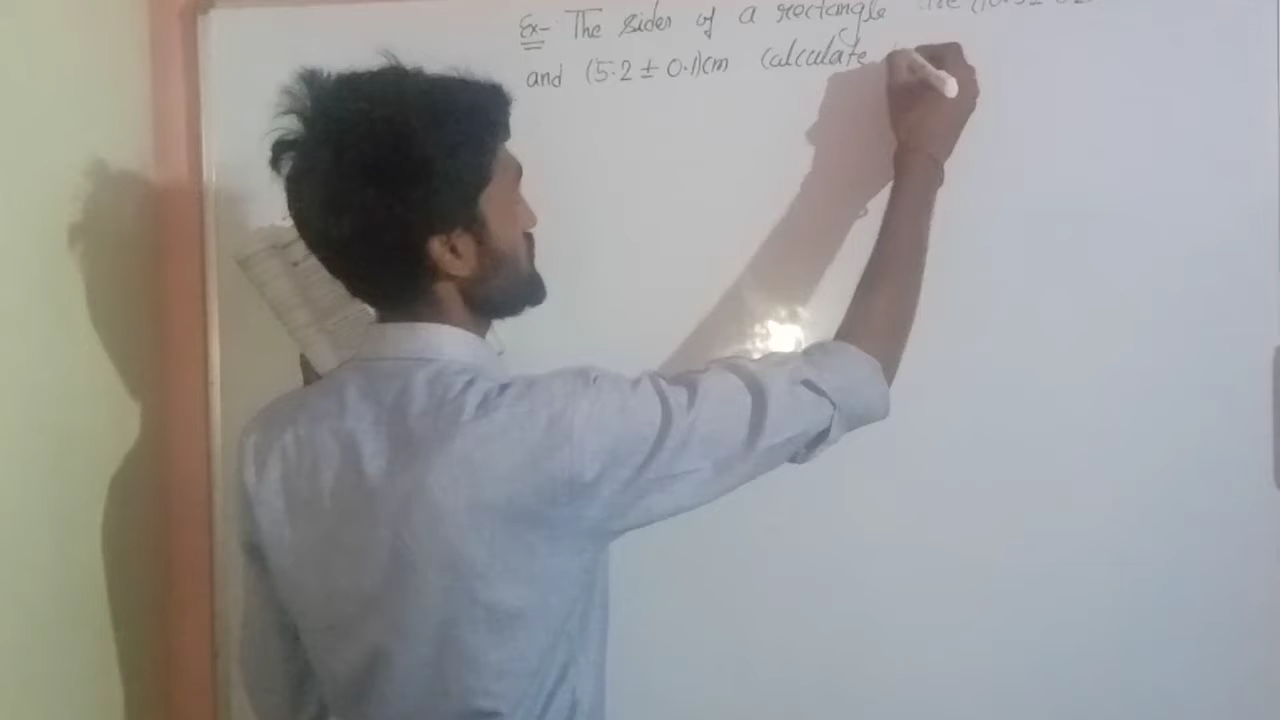 Ex- The sides of a rectangle are (10.5±
and (5.2 ± 0.1)cm calculate